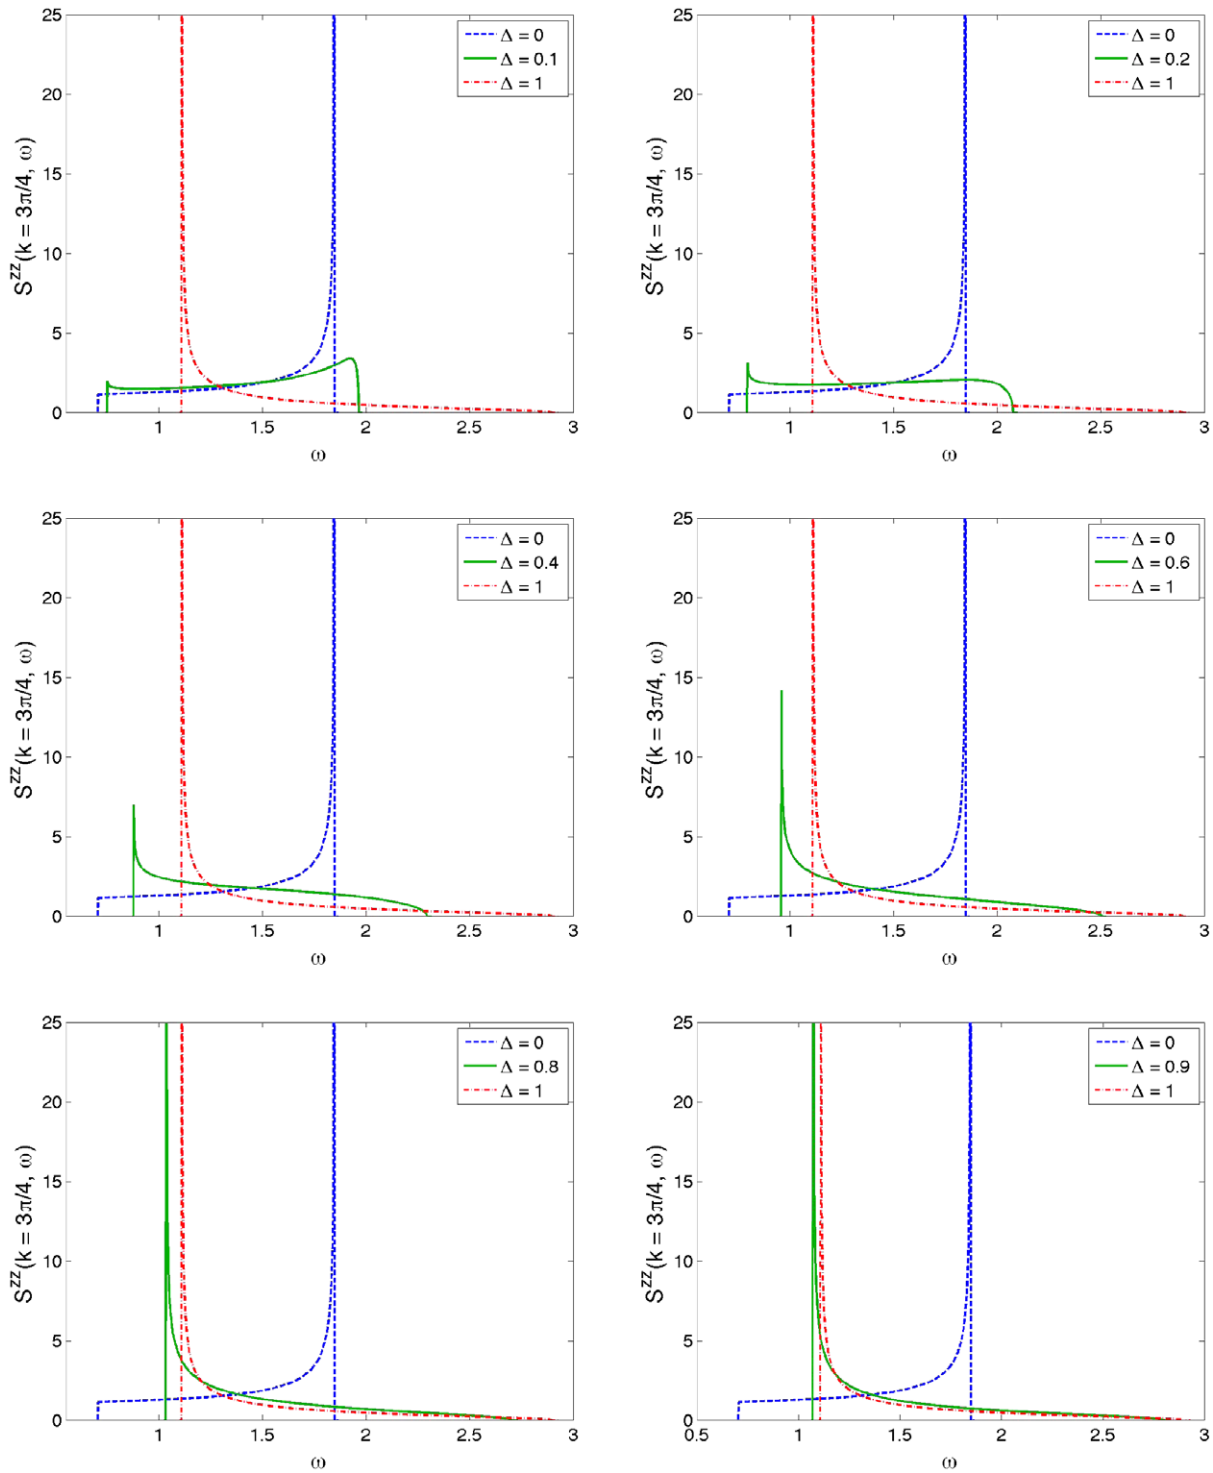 25
20
15
10
5
0
S^{zz}(k = 3π/4, ω)
Δ = 0
Δ = 0.1
Δ = 1
1 1.5 2 2.5 3
ω
25
20
15
10
5
0
S^{zz}(k = 3π/4, ω)
Δ = 0
Δ = 0.2
Δ = 1
1 1.5 2 2.5 3
ω
25
20
15
10
5
0
S^{zz}(k = 3π/4, ω)
Δ = 0
Δ = 0.4
Δ = 1
1 1.5 2 2.5 3
ω
25
20
15
10
5
0
S^{zz}(k = 3π/4, ω)
Δ = 0
Δ = 0.6
Δ = 1
1 1.5 2 2.5 3
ω
25
20
15
10
5
0
S^{zz}(k = 3π/4, ω)
Δ = 0
Δ = 0.8
Δ = 1
1 1.5 2 2.5 3
ω
25
20
15
10
5
0
S^{zz}(k = 3π/4, ω)
Δ = 0
Δ = 0.9
Δ = 1
0.5 1 1.5 2 2.5 3
ω